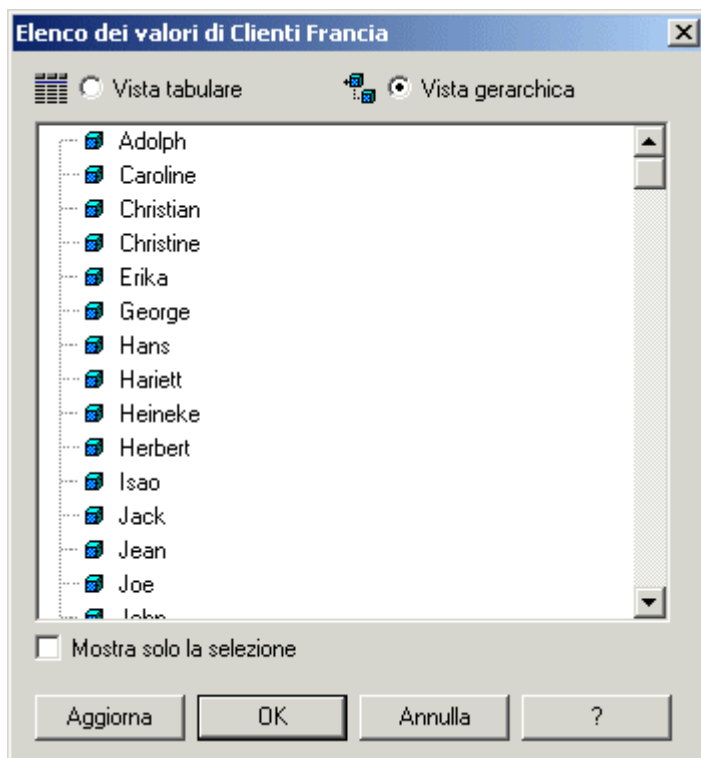 Elenco dei valori di Clienti Francia
Vista tabulare Vista gerarchica
Adolph
Caroline
Christian
Christine
Erika
George
Hans
Hariett
Heineke
Herbert
Isao
Jack
Jean
Joe
Mostra solo la selezione
Aggiorna OK Annulla ?